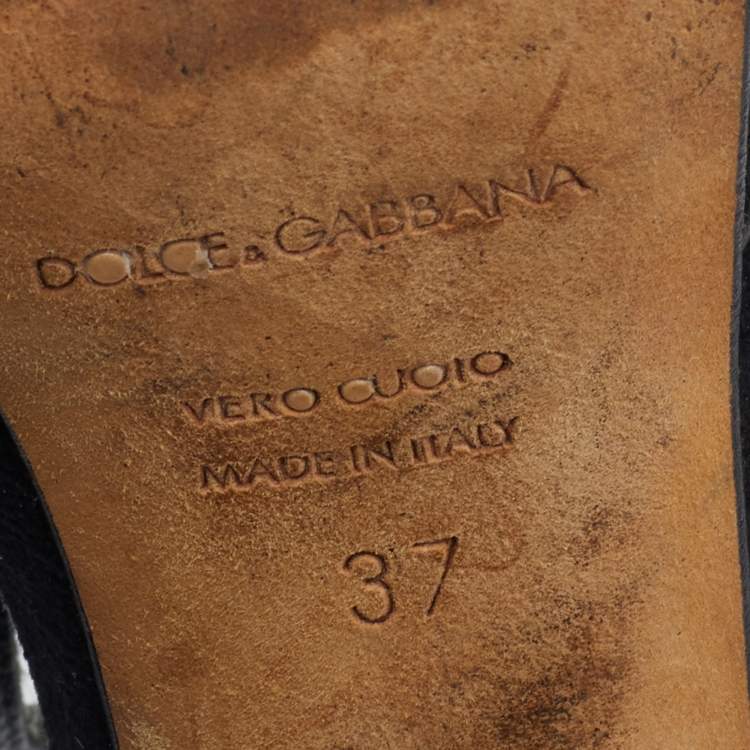 DOLCE & GABBANA
VERO CUOIO
MADE IN ITALY
37